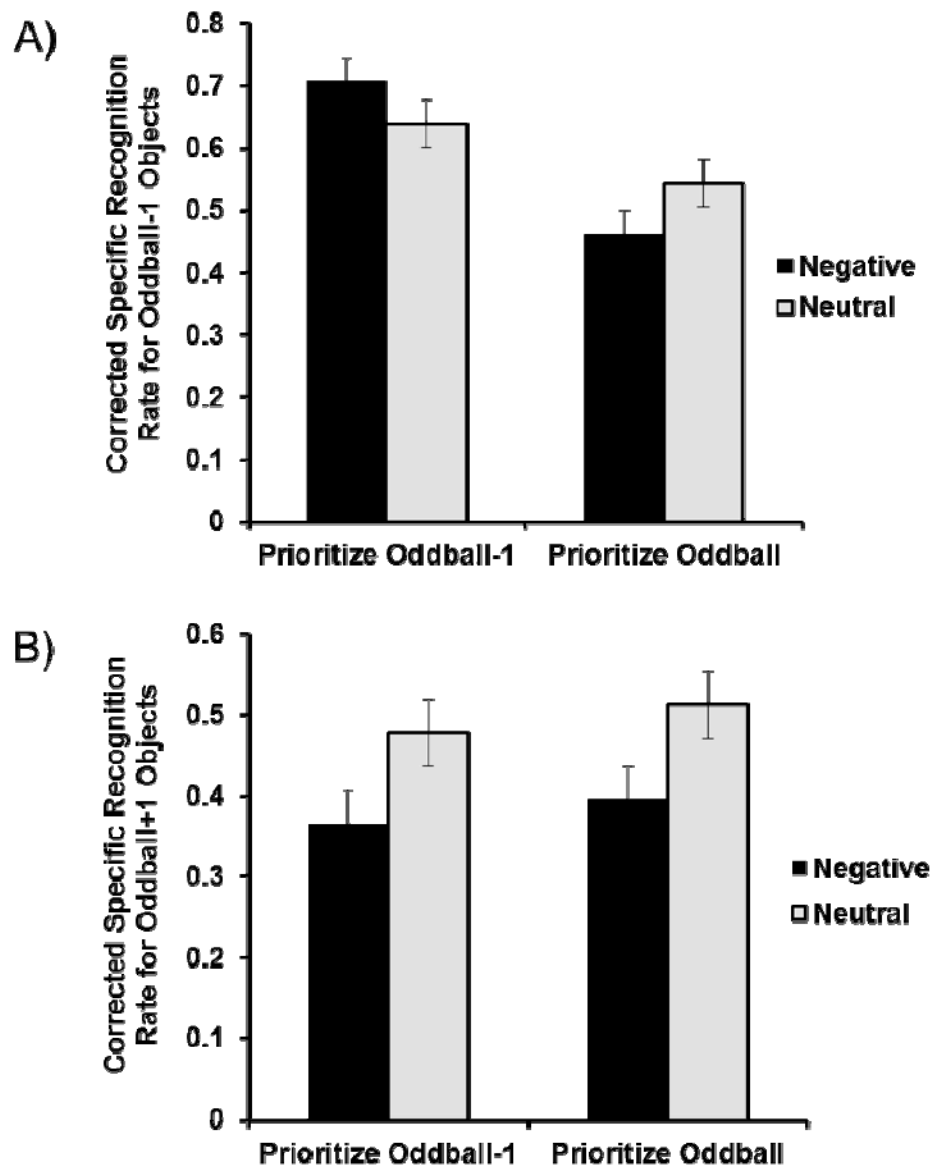 A)
Corrected Specific Recognition
Rate for Oddball-1 Objects
0.8
0.7
0.6
0.5
0.4
0.3
0.2
0.1
0
Prioritize Oddball-1
Prioritize Oddball
Negative
Neutral
B)
Corrected Specific Recognition
Rate for Oddball+1 Objects
0.6
0.5
0.4
0.3
0.2
0.1
0
Prioritize Oddball-1
Prioritize Oddball
Negative
Neutral